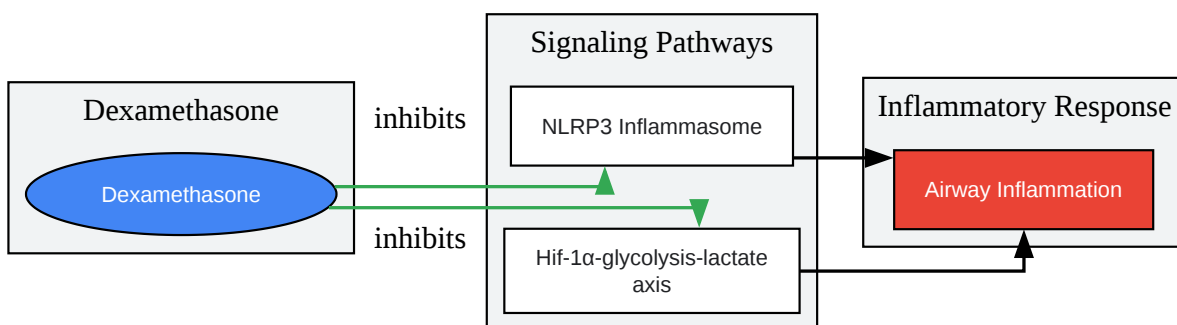 Dexamethasone
Dexamethasone
inhibits
inhibits
Signaling Pathways
NLRP3 Inflammasome
Hif-1α-glycolysis-lactate
axis
Inflammatory Response
Airway Inflammation